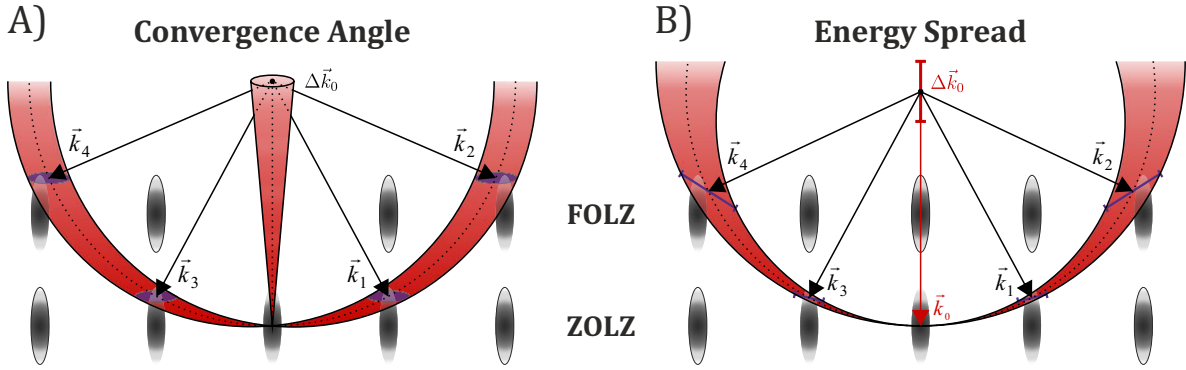 A)
Convergence Angle
Δk⃗₀
k⃗₄
k⃗₂
k⃗₃
k⃗₁
FOLZ
ZOLZ
B)
Energy Spread
Δk⃗₀
k⃗₄
k⃗₂
k⃗₃
k⃗₁
k⃗₀